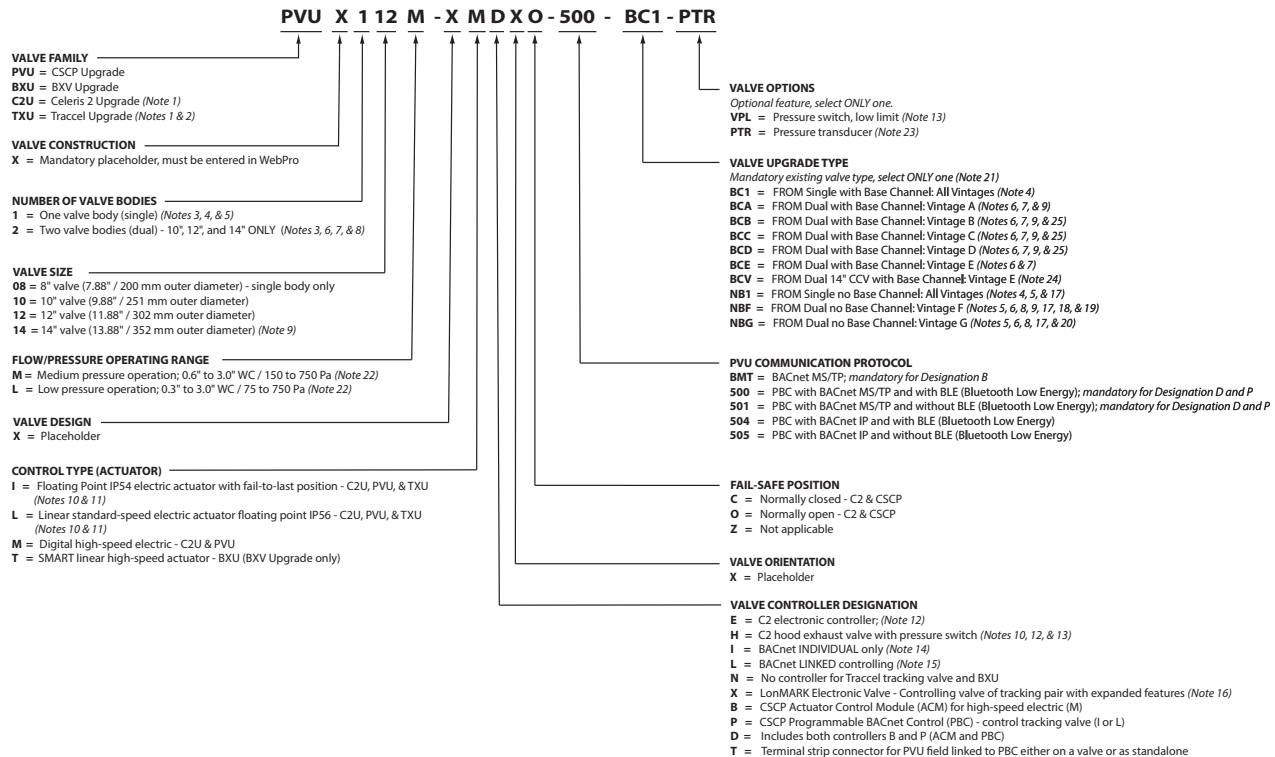 PVU X 1 12 M - X M D X O - 500 - BC1 - PTR
VALVE FAMILY
PVU = CSCP Upgrade
BXU = BXV Upgrade
C2U = Celeris 2 Upgrade (Note 1)
TXU = Traccel Upgrade (Notes 1 & 2)
VALVE CONSTRUCTION
X = Mandatory placeholder, must be entered in WebPro
NUMBER OF VALVE BODIES
1 = One valve body (single) (Notes 3, 4, & 5)
2 = Two valve bodies (dual) - 10", 12", and 14" ONLY (Notes 3, 6, 7, & 8)
VALVE SIZE
08 = 8" valve (7.88" / 200 mm outer diameter) - single body only
10 = 10" valve (9.88" / 251 mm outer diameter)
12 = 12" valve (11.88" / 302 mm outer diameter)
14 = 14" valve (13.88" / 352 mm outer diameter) (Note 9)
FLOW/PRESSURE OPERATING RANGE
M = Medium pressure operation; 0.6" to 3.0" WC / 150 to 750 Pa (Note 22)
L = Low pressure operation; 0.3" to 3.0" WC / 75 to 750 Pa (Note 22)
VALVE DESIGN
X = Placeholder
CONTROL TYPE (ACTUATOR)
I = Floating Point IP54 electric actuator with fail-to-last position - C2U, PVU, & TXU
(Notes 10 & 11)
L = Linear standard-speed electric actuator floating point IP56 - C2U, PVU, & TXU
(Notes 10 & 11)
M = Digital high-speed electric - C2U & PVU
T = SMART linear high-speed actuator - BXU (BXV Upgrade only)
VALVE OPTIONS
Optional feature, select ONLY one.
VPL = Pressure switch, low limit (Note 13)
PTR = Pressure transducer (Note 23)
VALVE UPGRADE TYPE
Mandatory existing valve type, select ONLY one (Note 21)
BC1 = FROM Single with Base Channel: All Vintages (Note 4)
BCA = FROM Dual with Base Channel: Vintage A (Notes 6, 7, & 9)
BCB = FROM Dual with Base Channel: Vintage B (Notes 6, 7, 9, & 25)
BCC = FROM Dual with Base Channel: Vintage C (Notes 6, 7, 9, & 25)
BCD = FROM Dual with Base Channel: Vintage D (Notes 6, 7, 9, & 25)
BCE = FROM Dual with Base Channel: Vintage E (Notes 6 & 7)
BCV = FROM Dual 14" CCV with Base Channel: Vintage E (Note 24)
NB1 = FROM Single no Base Channel: All Vintages (Notes 4, 5, & 17)
NBF = FROM Dual no Base Channel: Vintage F (Notes 5, 6, 8, 9, 17, 18, & 19)
NBG = FROM Dual no Base Channel: Vintage G (Notes 5, 6, 8, 17, & 20)
PVU COMMUNICATION PROTOCOL
BMT = BACnet MS/TP; mandatory for Designation B
500 = PBC with BACnet MS/TP and with BLE (Bluetooth Low Energy); mandatory for Designation D and P
501 = PBC with BACnet MS/TP and without BLE (Bluetooth Low Energy); mandatory for Designation D and P
504 = PBC with BACnet IP and with BLE (Bluetooth Low Energy)
505 = PBC with BACnet IP and without BLE (Bluetooth Low Energy)
FAIL-SAFE POSITION
C = Normally closed - C2 & CSCP
O = Normally open - C2 & CSCP
Z = Not applicable
VALVE ORIENTATION
X = Placeholder
VALVE CONTROLLER DESIGNATION
E = C2 electronic controller; (Note 12)
H = C2 hood exhaust valve with pressure switch (Notes 10, 12, & 13)
I = BACnet INDIVIDUAL only (Note 14)
L = BACnet LINKED controlling (Note 15)
N = No controller for Traccel tracking valve and BXU
X = LonMARK Electronic Valve - Controlling valve of tracking pair with expanded features (Note 16)
B = CSCP Actuator Control Module (ACM) for high-speed electric (M)
P = CSCP Programmable BACnet Control (PBC) - control tracking valve (I or L)
D = Includes both controllers B and P (ACM and PBC)
T = Terminal strip connector for PVU field linked to PBC either on a valve or as standalone